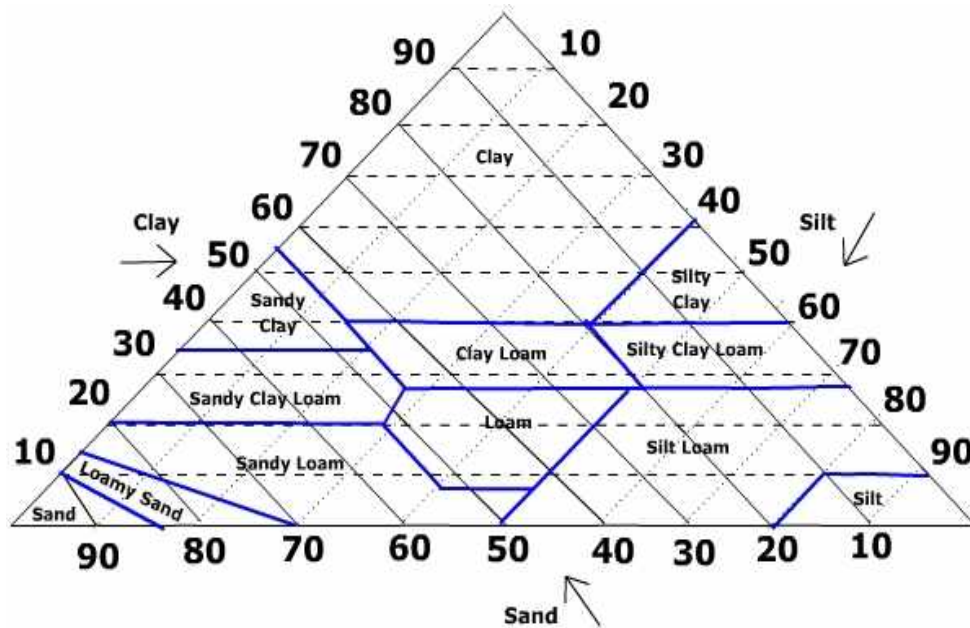 90
10
80
20
Clay
70
30
60
40
Clay
Silt
50
50
Silty
Clay
Sandy
Clay
40
60
Clay Loam
Silty Clay Loam
30
70
Sandy Clay Loam
20
80
Loam
Silt Loam
Sandy Loam
10
90
Loamy Sand
Silt
Sand
90
80
70
60
50
40
30
20
10
Sand